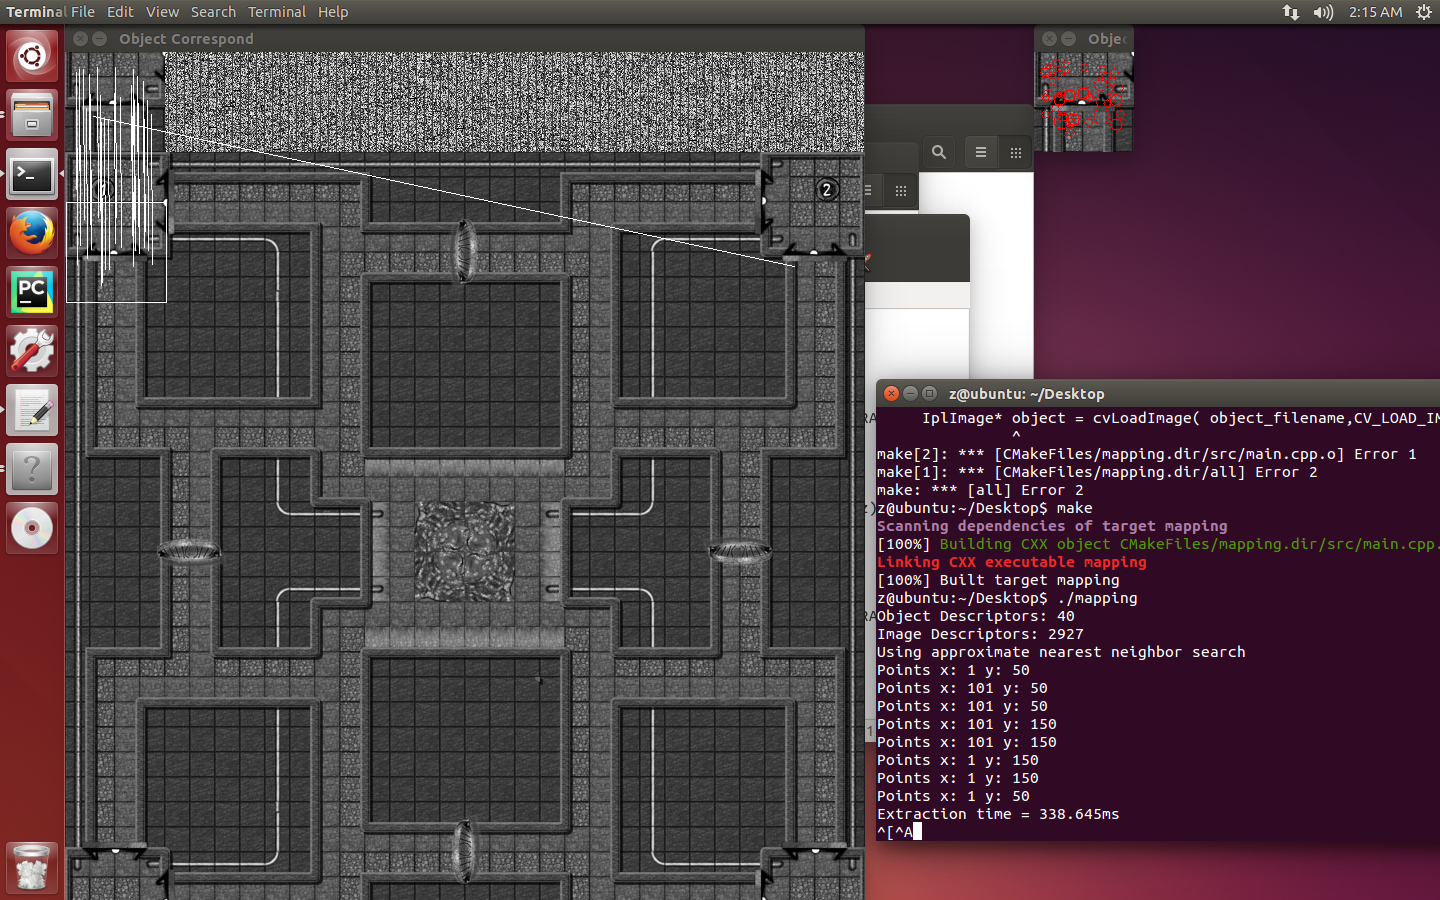 Terminal File Edit View Search Terminal Help
2:15 AM
Object Correspond
Objec
2
PC
>_
?
z@ubuntu: ~/Desktop
IplImage* object = cvLoadImage( object_filename,CV_LOAD_IM
^
make[2]: *** [CMakeFiles/mapping.dir/src/main.cpp.o] Error 1
make[1]: *** [CMakeFiles/mapping.dir/all] Error 2
make: *** [all] Error 2
z@ubuntu:~/Desktop$ make
Scanning dependencies of target mapping
[100%] Building CXX object CMakeFiles/mapping.dir/src/main.cpp.
Linking CXX executable mapping
[100%] Built target mapping
z@ubuntu:~/Desktop$ ./mapping
Object Descriptors: 40
Image Descriptors: 2927
Using approximate nearest neighbor search
Points x: 1 y: 50
Points x: 101 y: 50
Points x: 101 y: 50
Points x: 101 y: 150
Points x: 101 y: 150
Points x: 1 y: 150
Points x: 1 y: 150
Points x: 1 y: 50
Extraction time = 338.645ms
^[^A